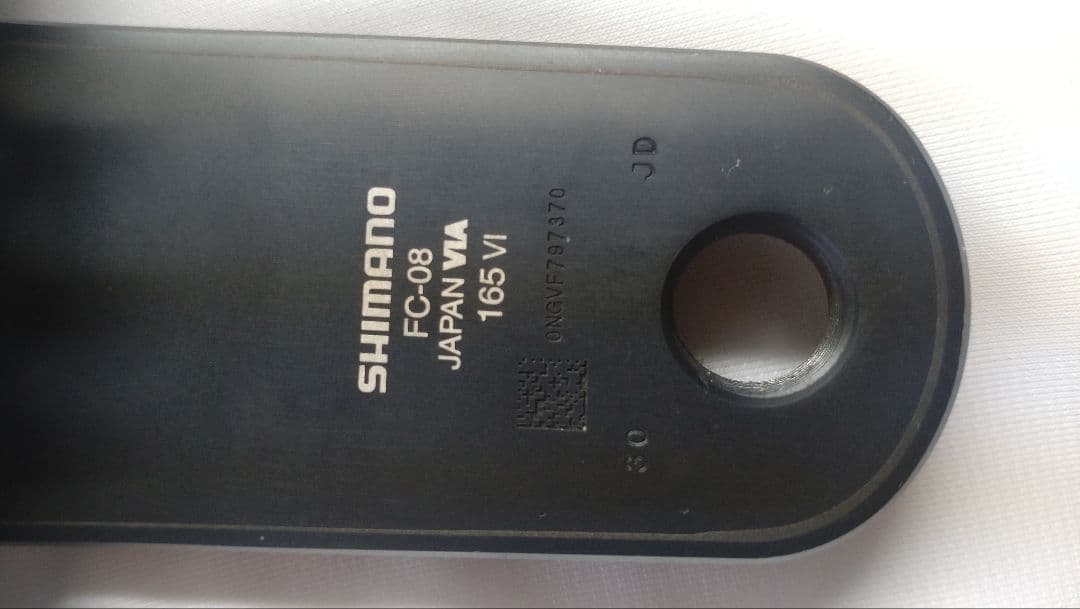 SHIMANO
FC-08
JAPAN VIA
165 VI
0NGVF797370
JD
30